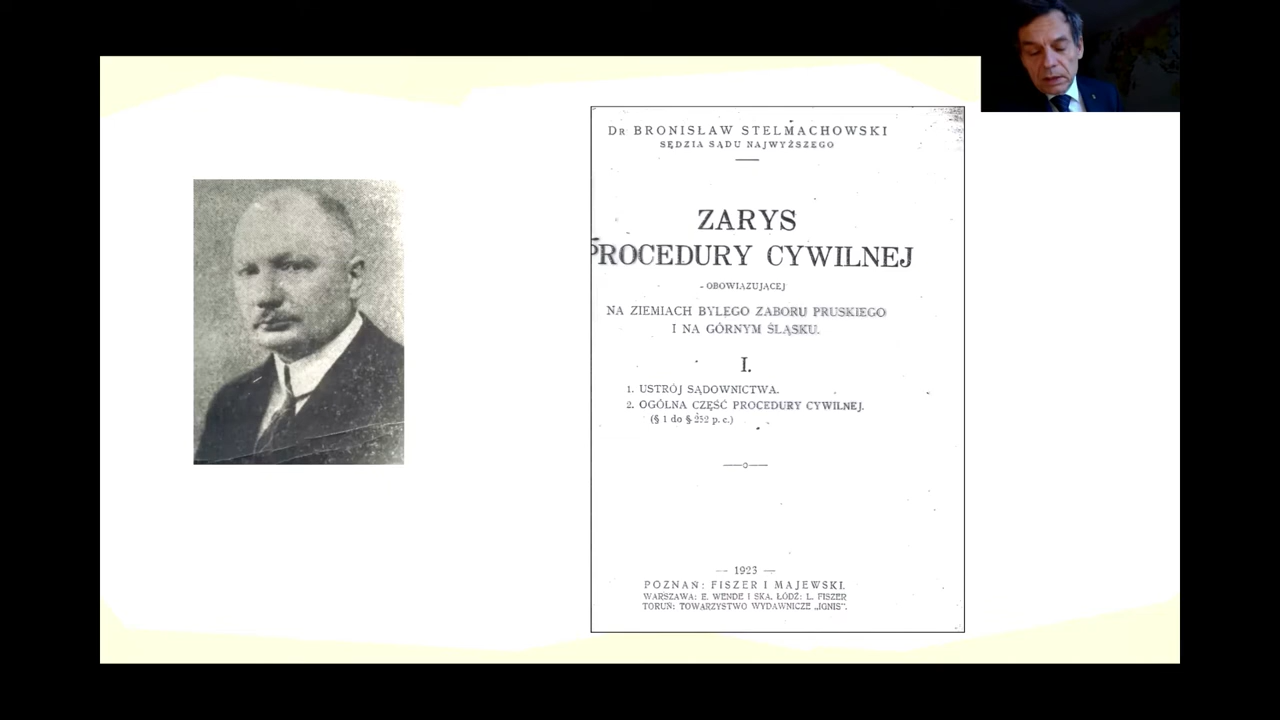 DR BRONISŁAW STELMACHOWSKI
SĘDZIA SĄDU NAJWYŻSZEGO
ZARYS
PROCEDURY CYWILNEJ
OBOWIĄZUJĄCEJ
NA ZIEMIACH BYŁEGO ZABORU PRUSKIEGO
I NA GÓRNYM ŚLĄSKU.
I.
1. USTRÓJ SĄDOWNICTWA.
2. OGÓLNA CZĘŚĆ PROCEDURY CYWILNEJ.
(§ 1 do § 252 p. c.)
— 1923 —
POZNAŃ: FISZER I MAJEWSKI.
WARSZAWA: E. WENDE I SKA. ŁÓDŹ: L. FISZER
TORUŃ: TOWARZYSTWO WYDAWNICZE „IGNIS”.